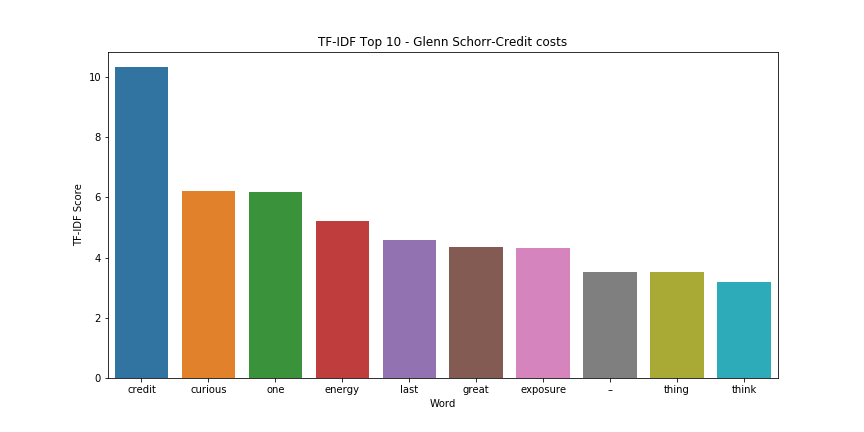 TF-IDF Top 10 - Glenn Schorr-Credit costs
10
8
6
4
2
0
TF-IDF Score
credit curious one energy last great exposure – thing think
Word